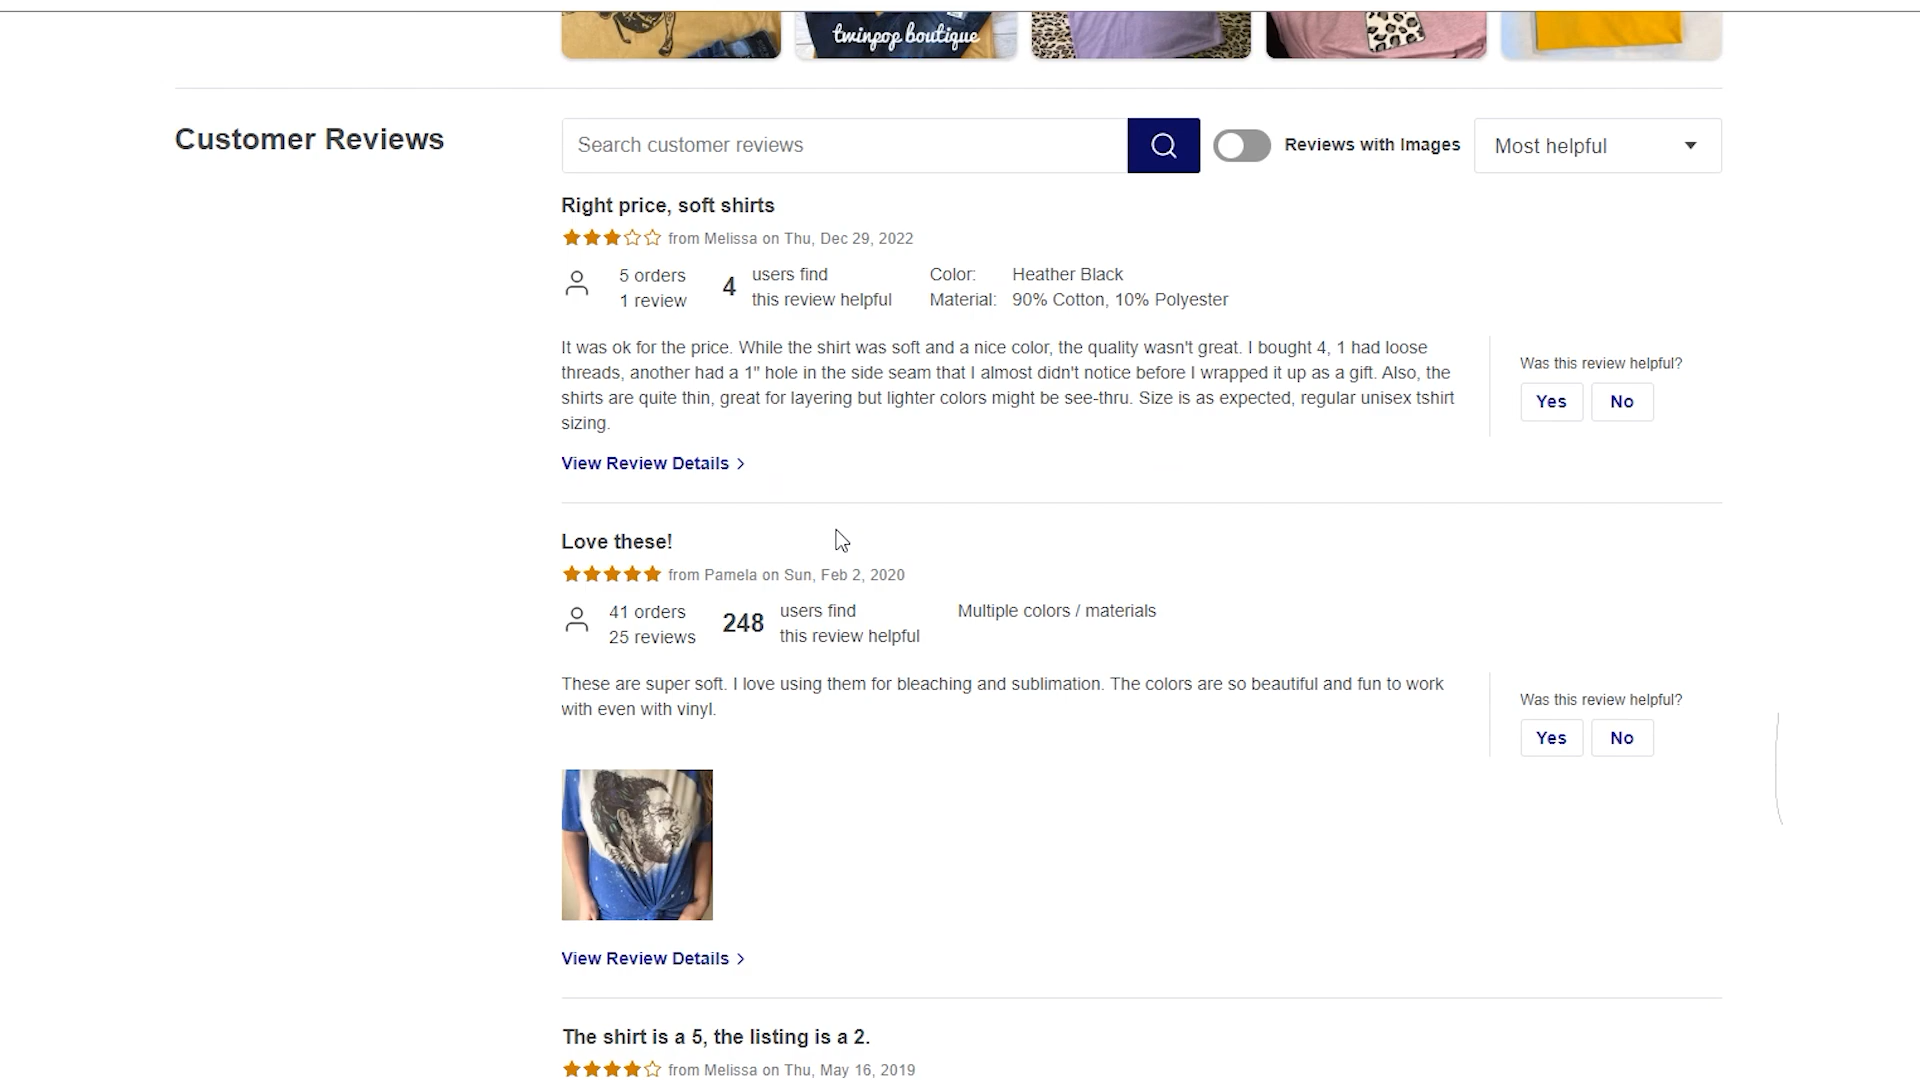 twinpop boutique
Customer Reviews
Search customer reviews
Reviews with Images
Most helpful
Right price, soft shirts
from Melissa on Thu, Dec 29, 2022
5 orders
1 review
4
users find
this review helpful
Color: Heather Black
Material: 90% Cotton, 10% Polyester
It was ok for the price. While the shirt was soft and a nice color, the quality wasn't great. I bought 4, 1 had loose
threads, another had a 1" hole in the side seam that I almost didn't notice before I wrapped it up as a gift. Also, the
shirts are quite thin, great for layering but lighter colors might be see-thru. Size is as expected, regular unisex tshirt
sizing.
Was this review helpful?
Yes No
View Review Details >
Love these!
from Pamela on Sun, Feb 2, 2020
41 orders
25 reviews
248
users find
this review helpful
Multiple colors / materials
These are super soft. I love using them for bleaching and sublimation. The colors are so beautiful and fun to work
with even with vinyl.
Was this review helpful?
Yes No
View Review Details >
The shirt is a 5, the listing is a 2.
from Melissa on Thu, May 16, 2019